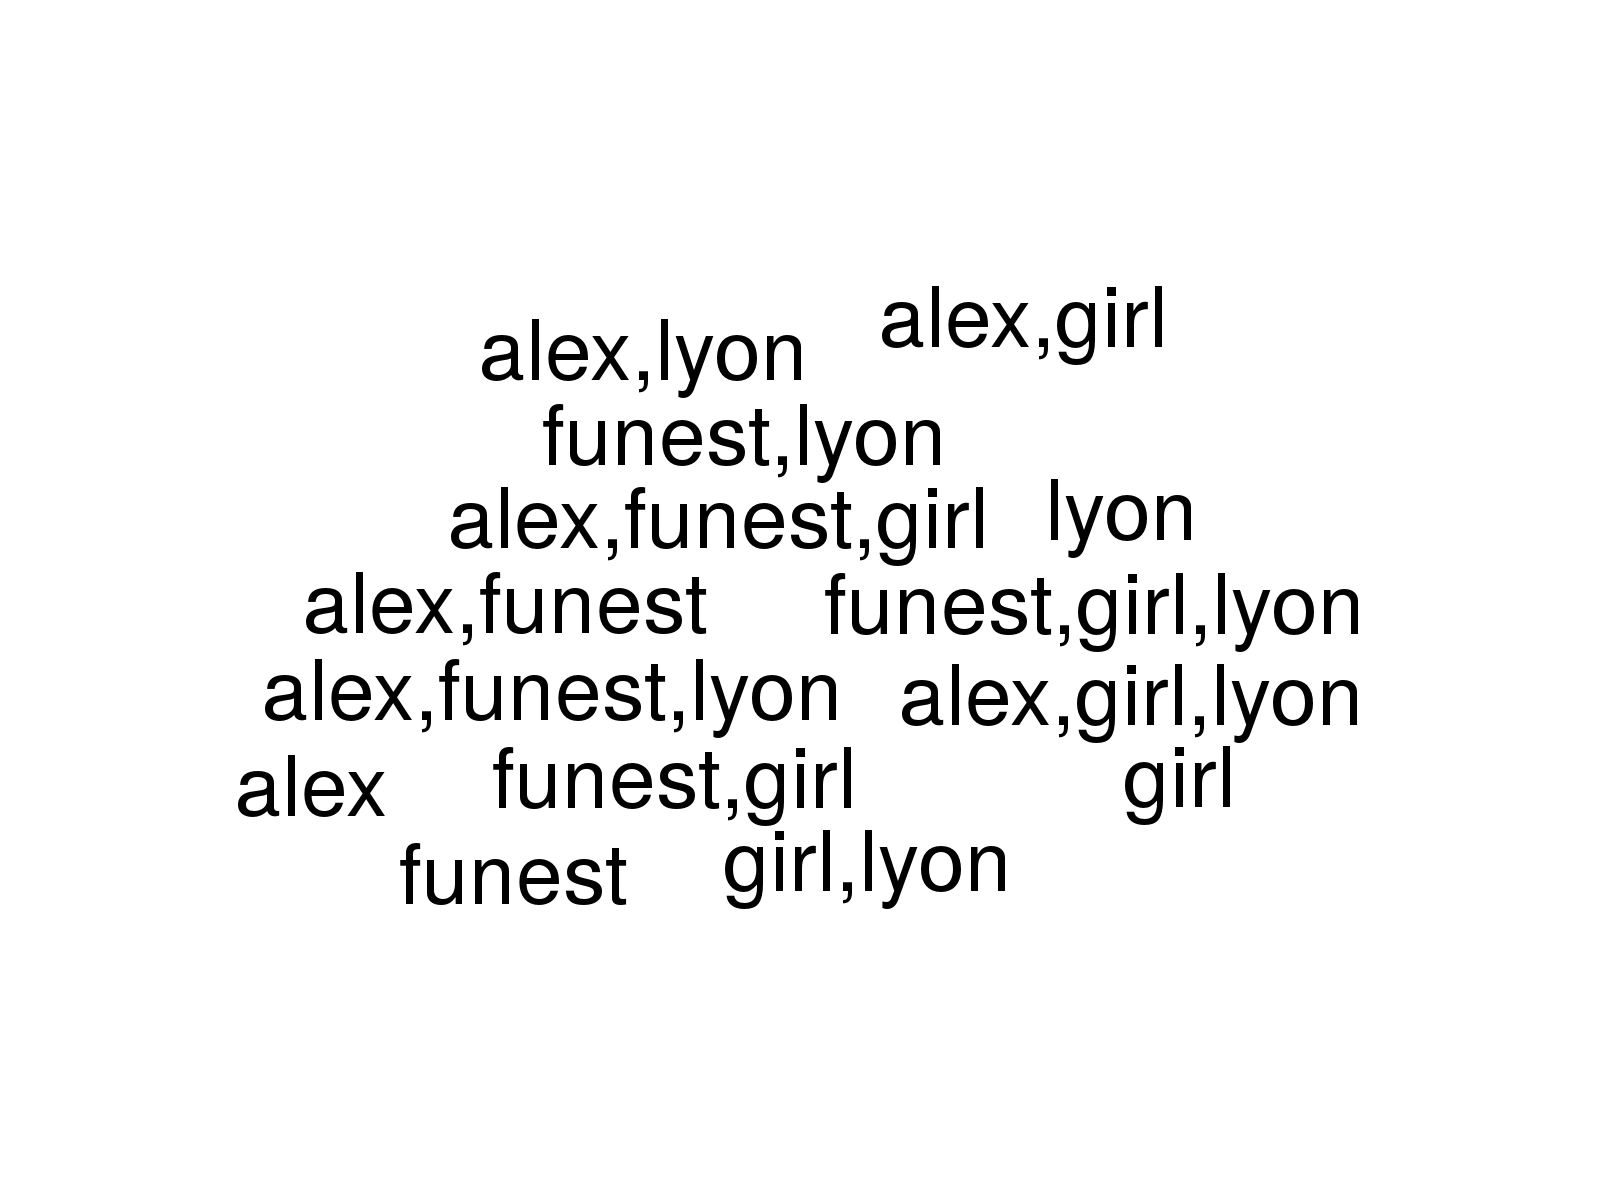 alex,girl
alex,lyon
funest,lyon
alex,funest,girl lyon
alex,funest funest,girl,lyon
alex,funest,lyon alex,girl,lyon
alex funest,girl girl
funest girl,lyon